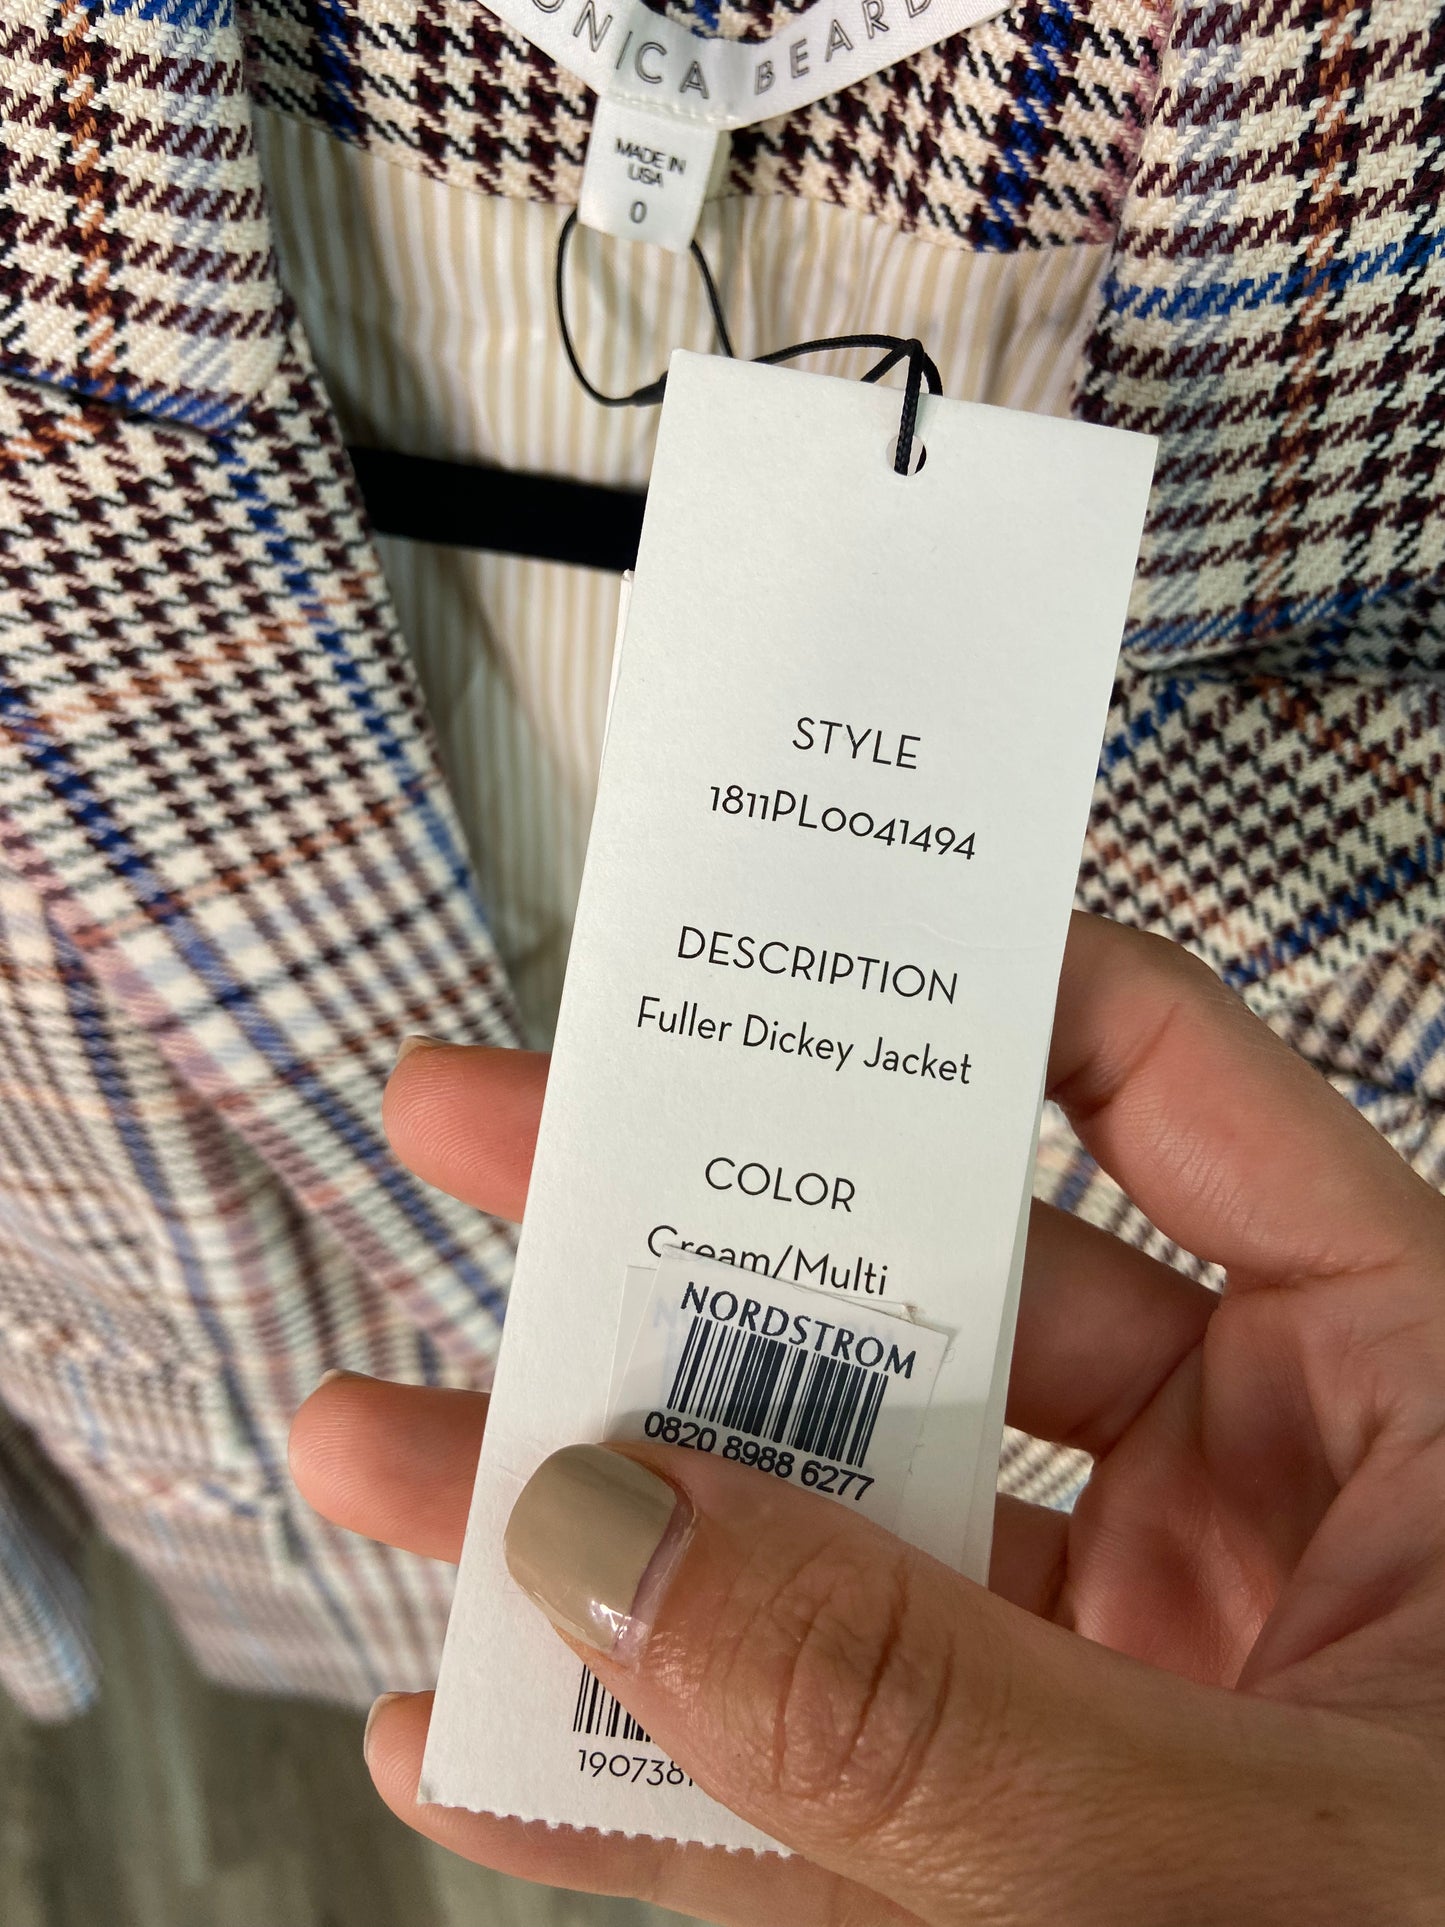 ONICA BEARD
MADE IN
USA
0
STYLE
1811PL0041494
DESCRIPTION
Fuller Dickey Jacket
COLOR
Cream/Multi
NORDSTROM
0820 8988 6277
190738